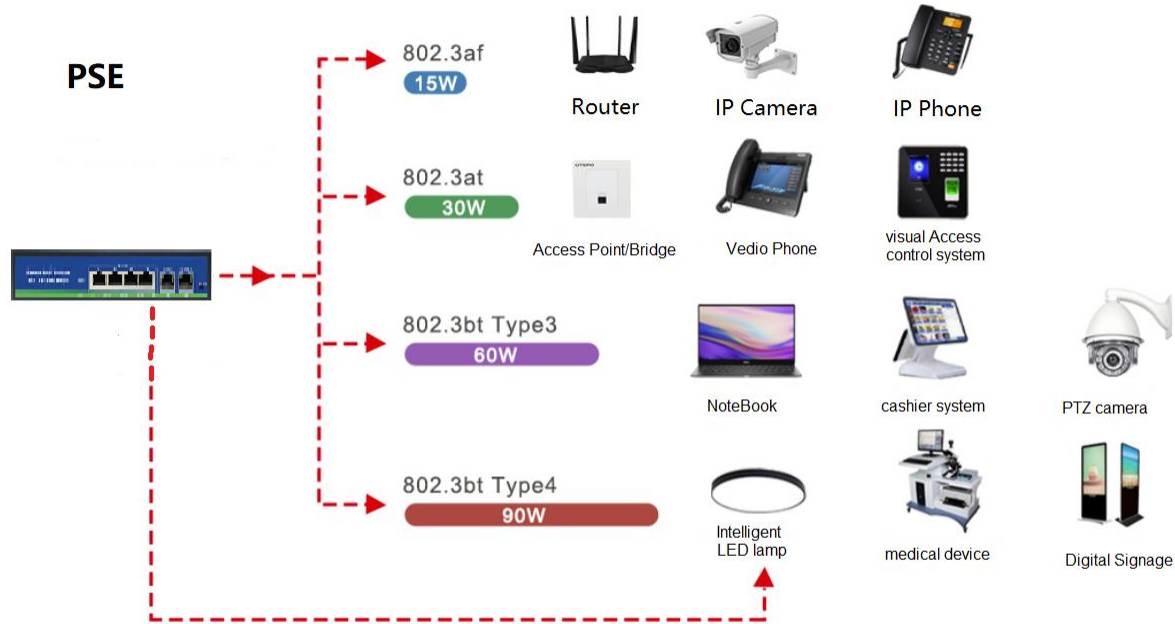 PSE
802.3af
15W
Router
IP Camera
IP Phone
802.3at
30W
Access Point/Bridge
Vedio Phone
visual Access
control system
802.3bt Type3
60W
NoteBook
cashier system
PTZ camera
802.3bt Type4
90W
Intelligent
LED lamp
medical device
Digital Signage